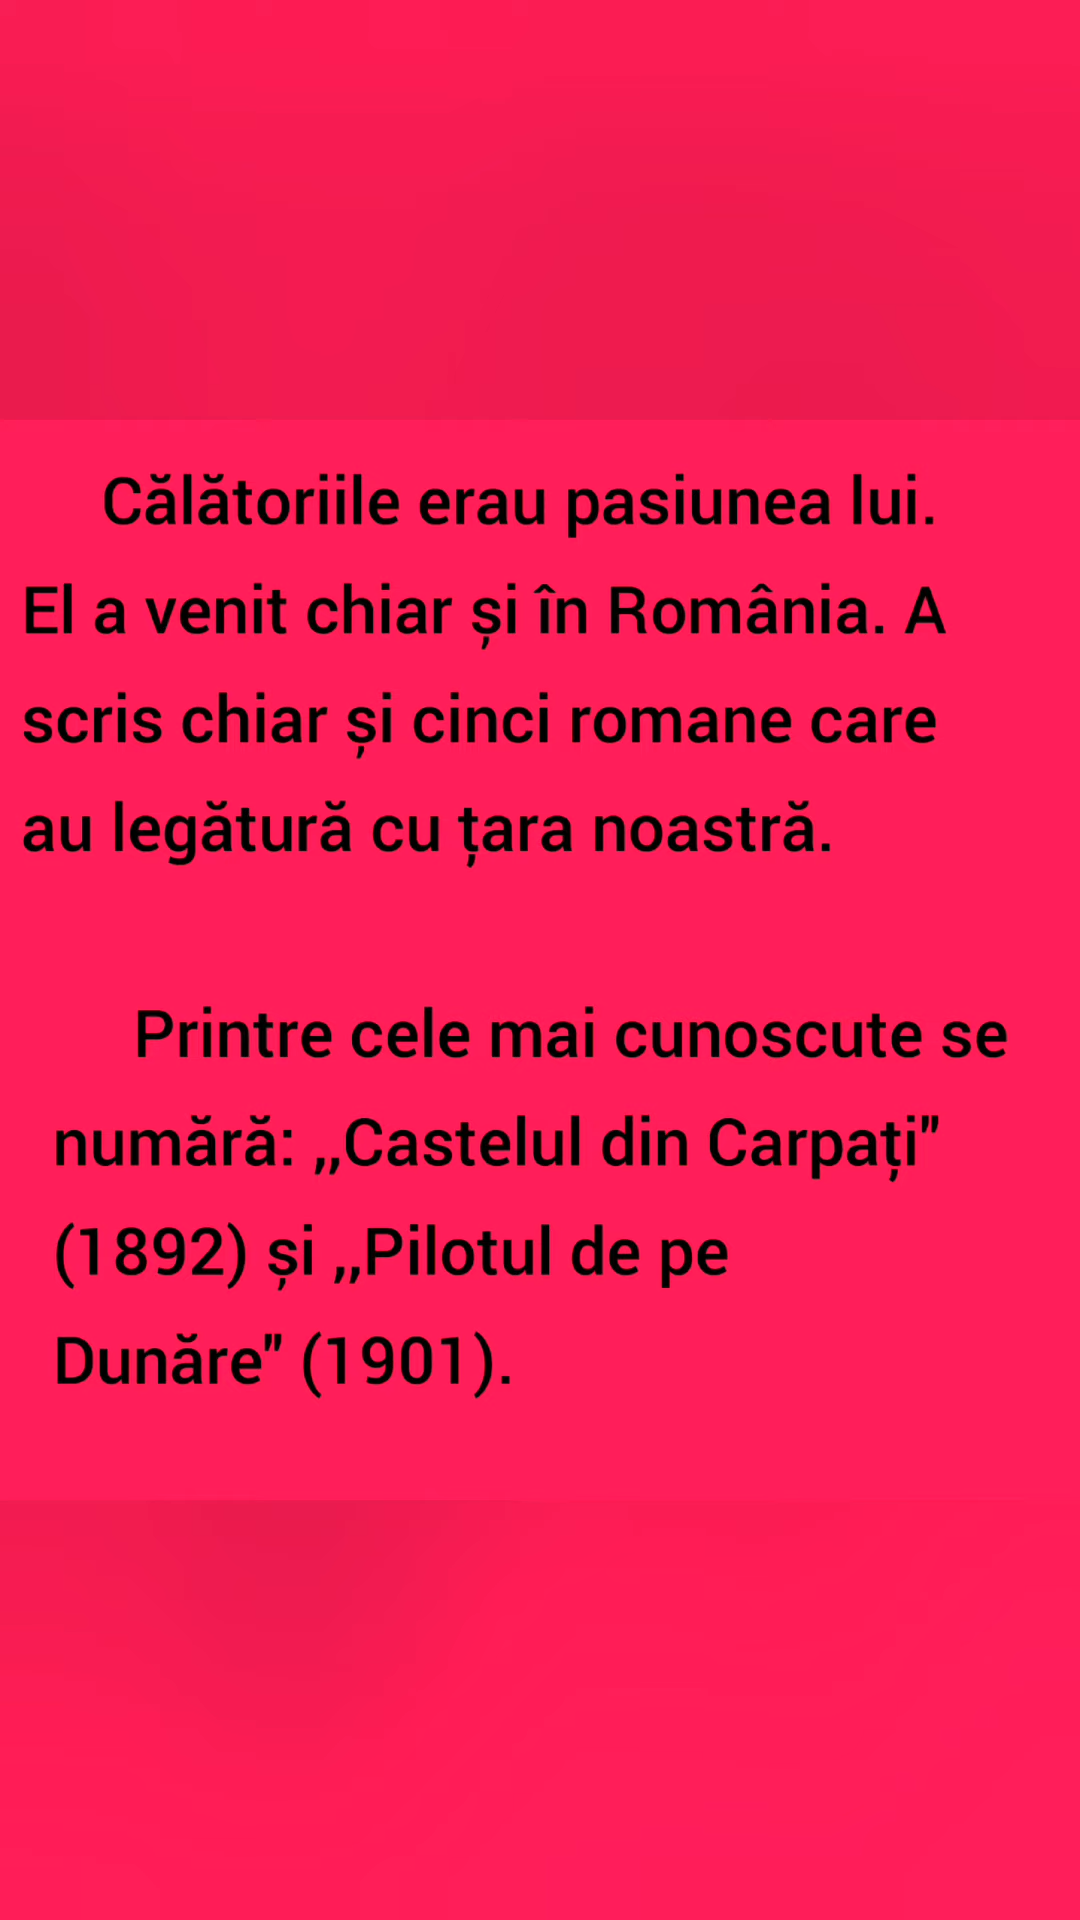 Călătoriile erau pasiunea lui.
El a venit chiar și în România. A
scris chiar și cinci romane care
au legătură cu țara noastră.
Printre cele mai cunoscute se
numără: ,,Castelul din Carpați"
(1892) și ,,Pilotul de pe
Dunăre" (1901).